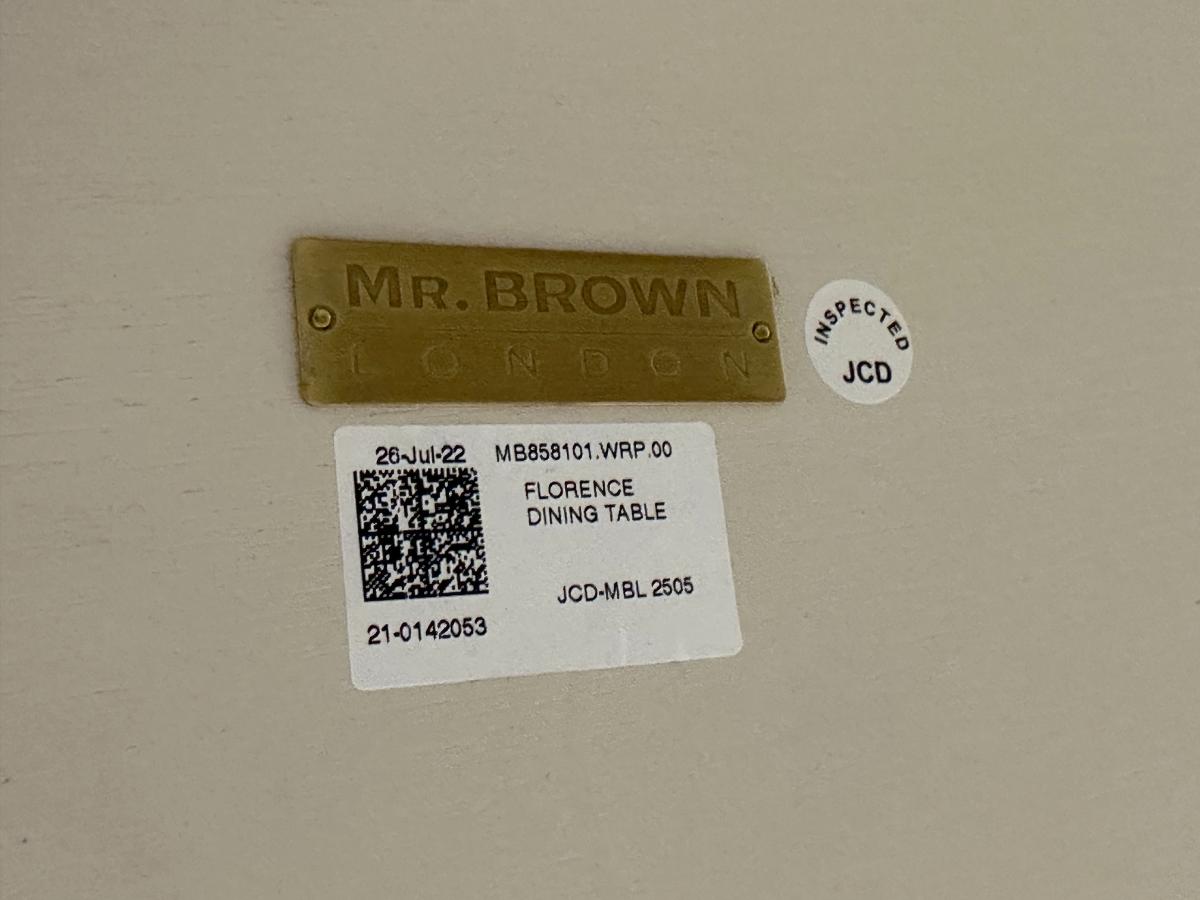 MR. BROWN
LONDON
INSPECTED
JCD
26-Jul-22 MB858101.WRP.00
FLORENCE
DINING TABLE
JCD-MBL 2505
21-0142053